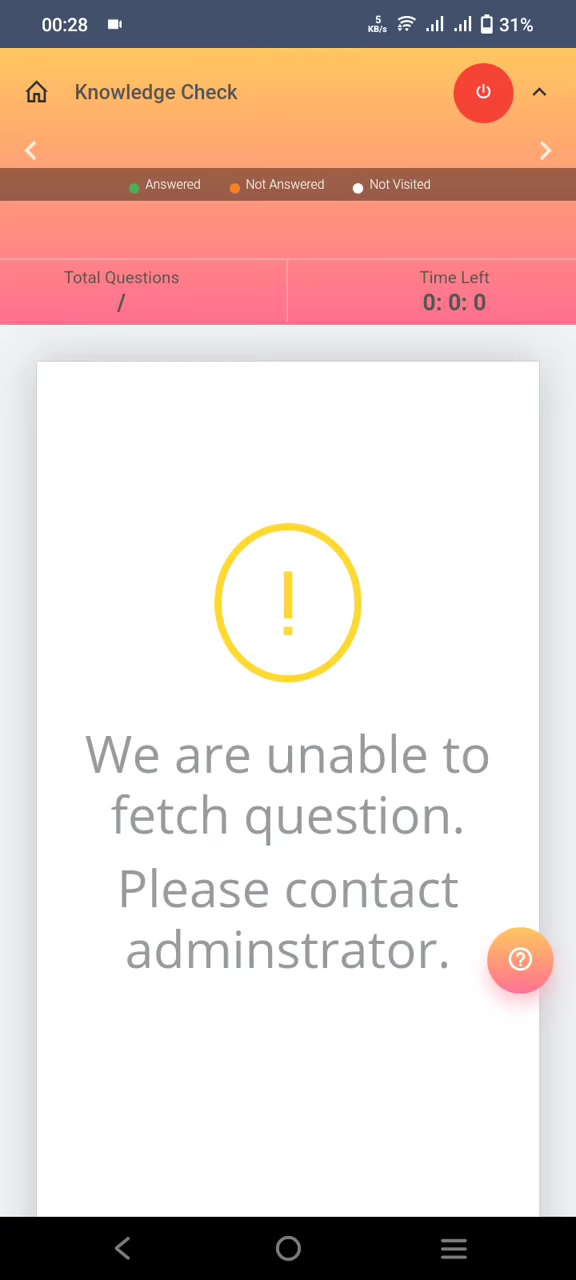 00:28 5 KB/s 31%
Knowledge Check
Answered Not Answered Not Visited
Total Questions Time Left
/ 0: 0: 0
!
We are unable to
fetch question.
Please contact
adminstrator.
?